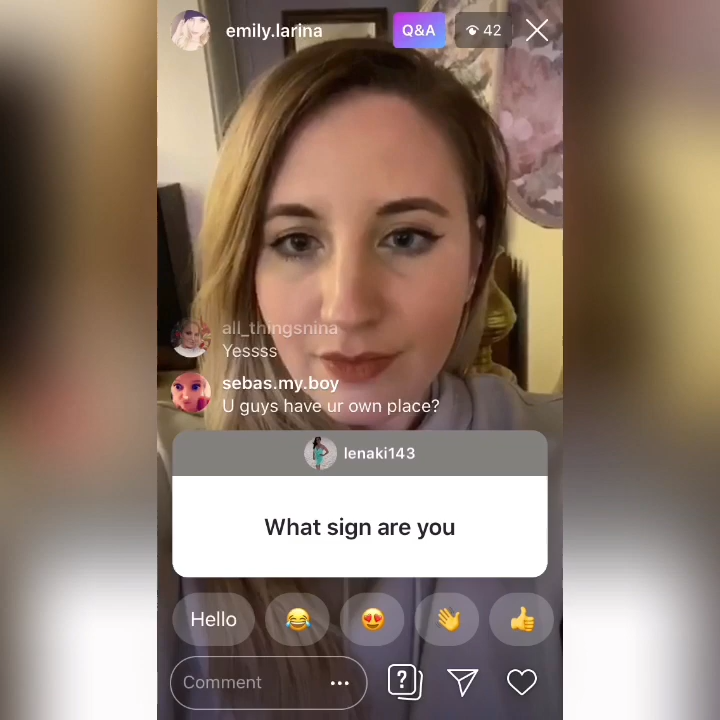 emily.larina
Q&A
42
all_thingsnina
Yessss
sebas.my.boy
U guys have ur own place?
lenaki143
What sign are you
Hello
Comment